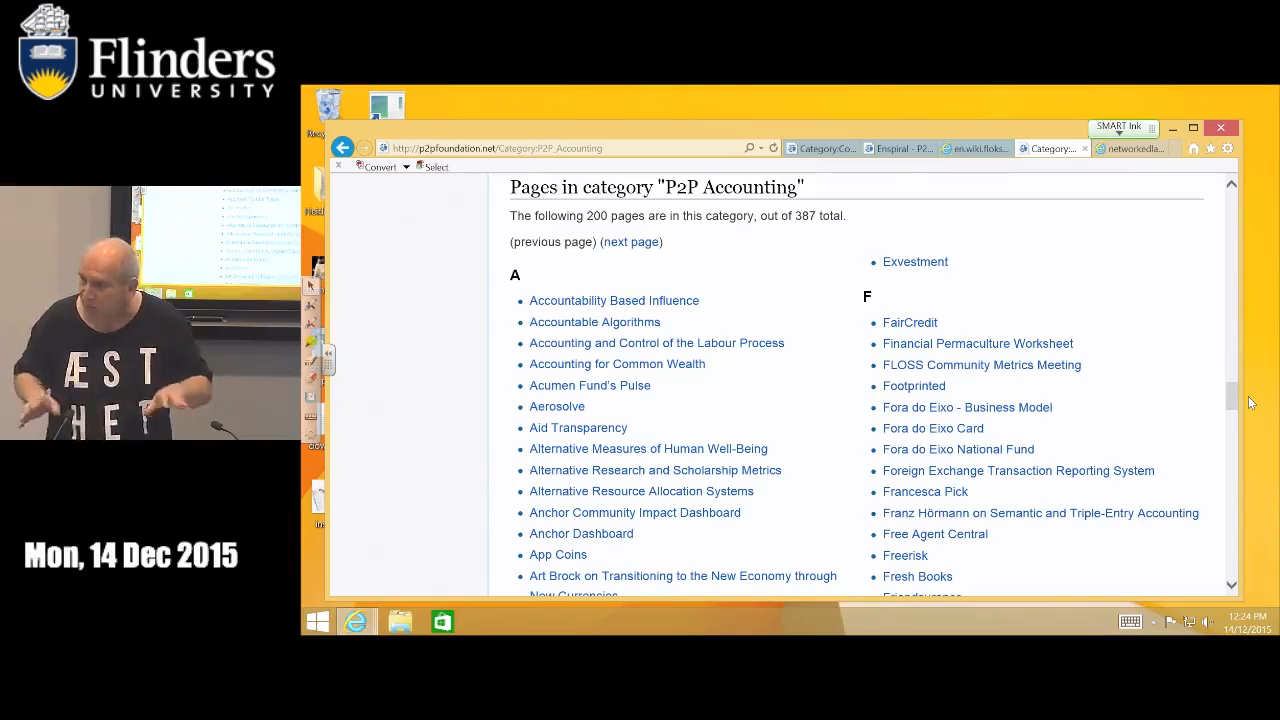 Flinders
UNIVERSITY
SMART Ink
http://p2pfoundation.net/Category:P2P_Accounting
Category:Co...
Enspiral - P2...
en.wiki.floks...
Category:...
networkedla...
Convert
Select
Pages in category "P2P Accounting"
The following 200 pages are in this category, out of 387 total.
(previous page) (next page)
A
Accountability Based Influence
Accountable Algorithms
Accounting and Control of the Labour Process
Accounting for Common Wealth
Acumen Fund's Pulse
Aerosolve
Aid Transparency
Alternative Measures of Human Well-Being
Alternative Research and Scholarship Metrics
Alternative Resource Allocation Systems
Anchor Community Impact Dashboard
Anchor Dashboard
App Coins
Art Brock on Transitioning to the New Economy through
New Currencies
Exvestment
F
FairCredit
Financial Permaculture Worksheet
FLOSS Community Metrics Meeting
Footprinted
Fora do Eixo - Business Model
Fora do Eixo Card
Fora do Eixo National Fund
Foreign Exchange Transaction Reporting System
Francesca Pick
Franz Hörmann on Semantic and Triple-Entry Accounting
Free Agent Central
Freerisk
Fresh Books
ÆST
HET
Mon, 14 Dec 2015
12:24 PM
14/12/2015